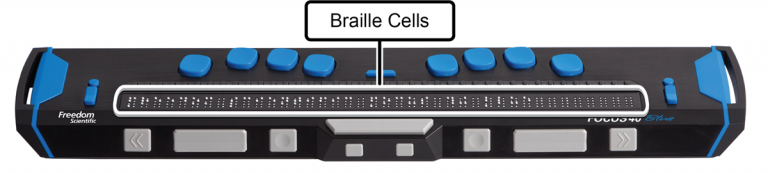 Braille Cells
Freedom
Scientific
FOCUS 40 Blue